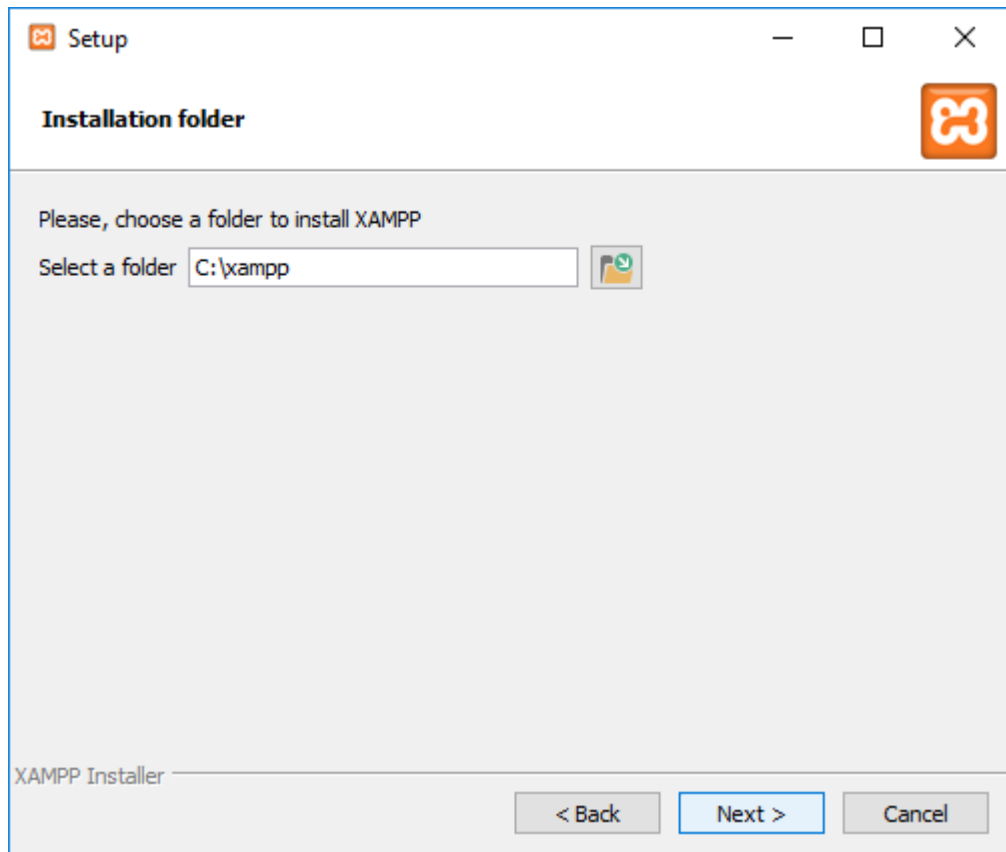 Setup
Installation folder
Please, choose a folder to install XAMPP
Select a folder C:\xampp
XAMPP Installer
< Back Next > Cancel